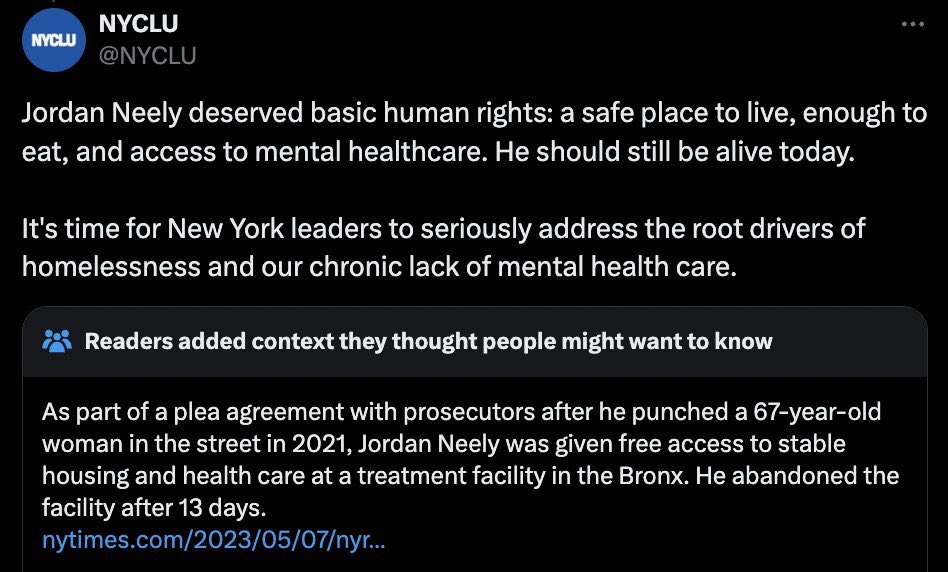 NYCLU
NYCLU
@NYCLU
Jordan Neely deserved basic human rights: a safe place to live, enough to
eat, and access to mental healthcare. He should still be alive today.
It's time for New York leaders to seriously address the root drivers of
homelessness and our chronic lack of mental health care.
Readers added context they thought people might want to know
As part of a plea agreement with prosecutors after he punched a 67-year-old
woman in the street in 2021, Jordan Neely was given free access to stable
housing and health care at a treatment facility in the Bronx. He abandoned the
facility after 13 days.
nytimes.com/2023/05/07/nyr...